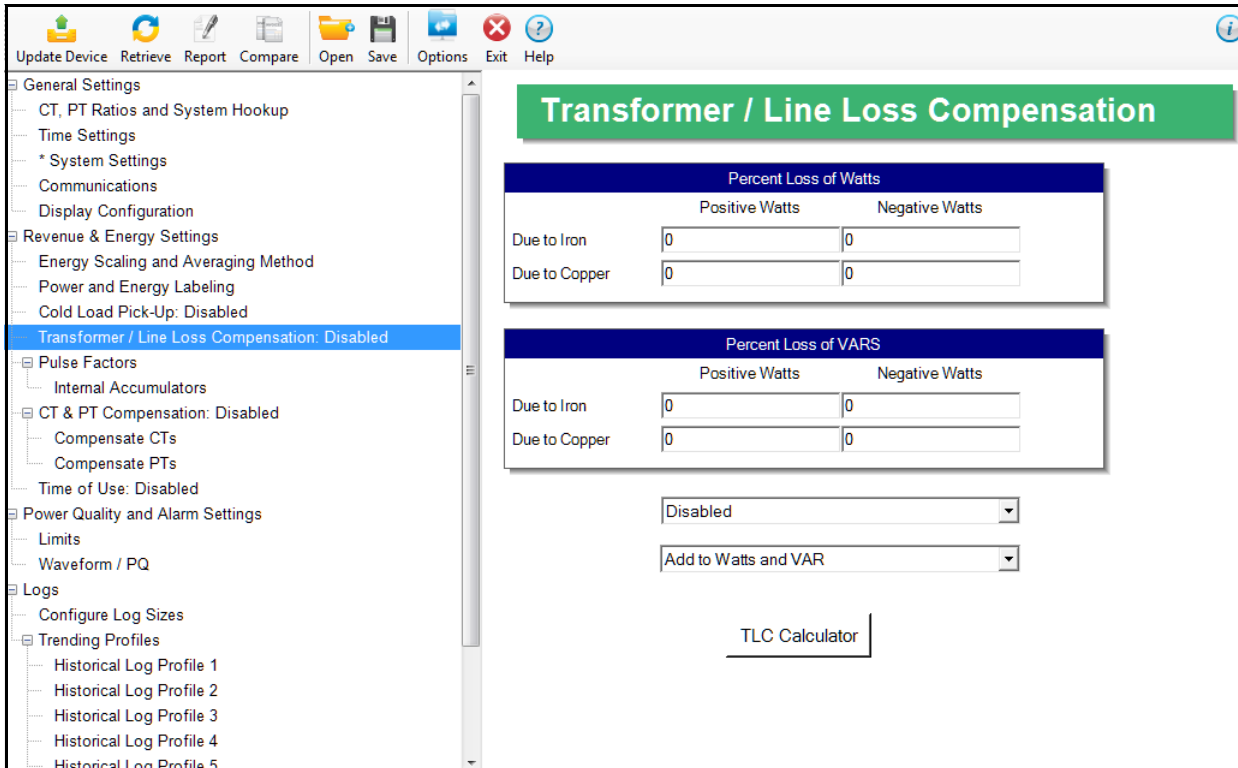 Update Device Retrieve Report Compare Open Save Options Exit Help
General Settings
CT, PT Ratios and System Hookup
Time Settings
* System Settings
Communications
Display Configuration
Revenue & Energy Settings
Energy Scaling and Averaging Method
Power and Energy Labeling
Cold Load Pick-Up: Disabled
Transformer / Line Loss Compensation: Disabled
Pulse Factors
Internal Accumulators
CT & PT Compensation: Disabled
Compensate CTs
Compensate PTs
Time of Use: Disabled
Power Quality and Alarm Settings
Limits
Waveform / PQ
Logs
Configure Log Sizes
Trending Profiles
Historical Log Profile 1
Historical Log Profile 2
Historical Log Profile 3
Historical Log Profile 4
Historical Log Profile 5
Transformer / Line Loss Compensation
Percent Loss of Watts
Positive Watts Negative Watts
Due to Iron 0 0
Due to Copper 0 0
Percent Loss of VARS
Positive Watts Negative Watts
Due to Iron 0 0
Due to Copper 0 0
Disabled
Add to Watts and VAR
TLC Calculator